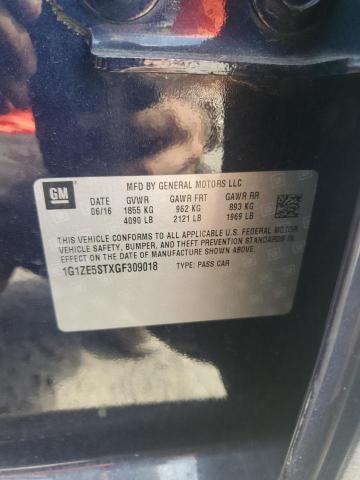 GM
MFD BY GENERAL MOTORS LLC
DATE GVWR GAWR FRT GAWR RR
06/16 1855 KG 962 KG 893 KG
4090 LB 2121 LB 1969 LB
THIS VEHICLE CONFORMS TO ALL APPLICABLE U.S. FEDERAL MOTOR
VEHICLE SAFETY, BUMPER, AND THEFT PREVENTION STANDARDS IN
EFFECT ON THE DATE OF MANUFACTURE SHOWN ABOVE.
1G1ZE5STXGF309018 TYPE: PASS CAR